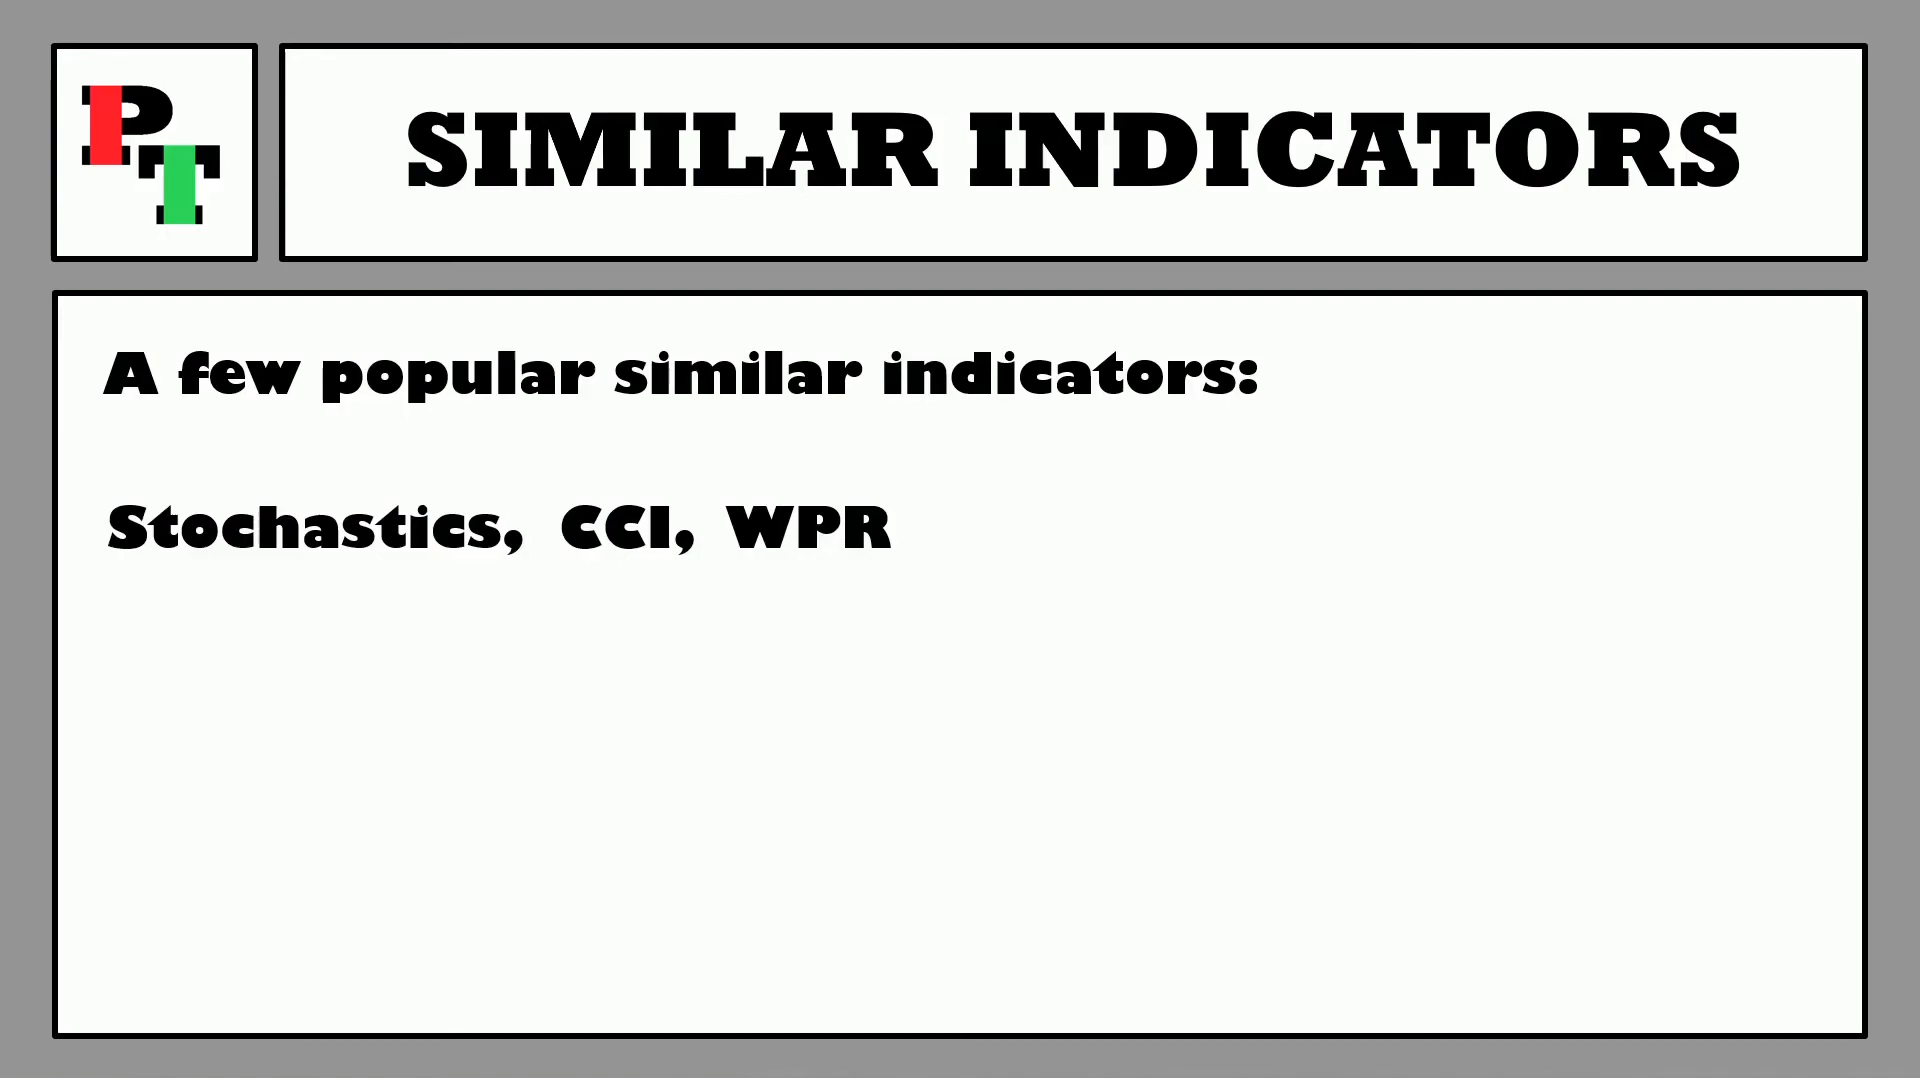 PT
SIMILAR INDICATORS
A few popular similar indicators:
Stochastics, CCI, WPR